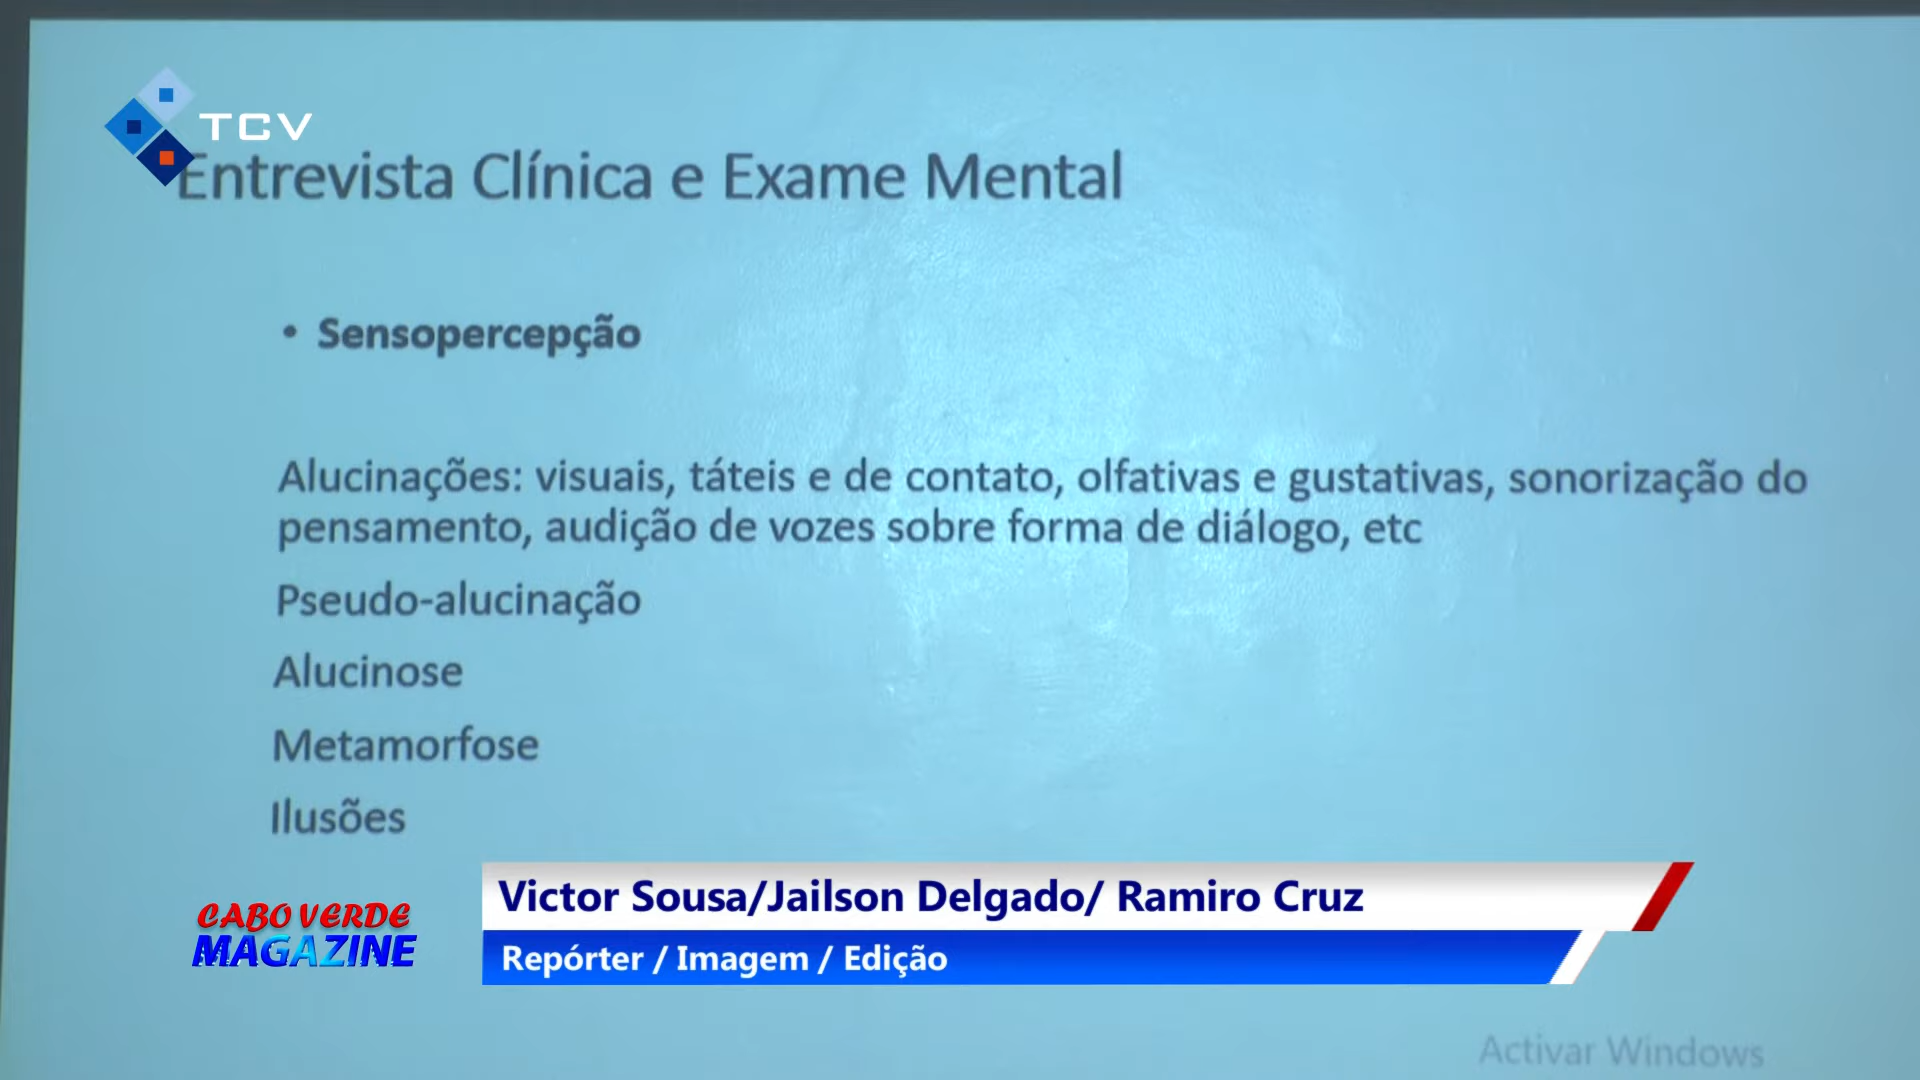 TCV
Entrevista Clínica e Exame Mental
• Sensopercepção
Alucinações: visuais, táteis e de contato, olfativas e gustativas, sonorização do
pensamento, audição de vozes sobre forma de diálogo, etc
Pseudo-alucinação
Alucinose
Metamorfose
Ilusões
CABO VERDE
MAGAZINE
Victor Sousa/Jailson Delgado/ Ramiro Cruz
Repórter / Imagem / Edição
Activar Windows